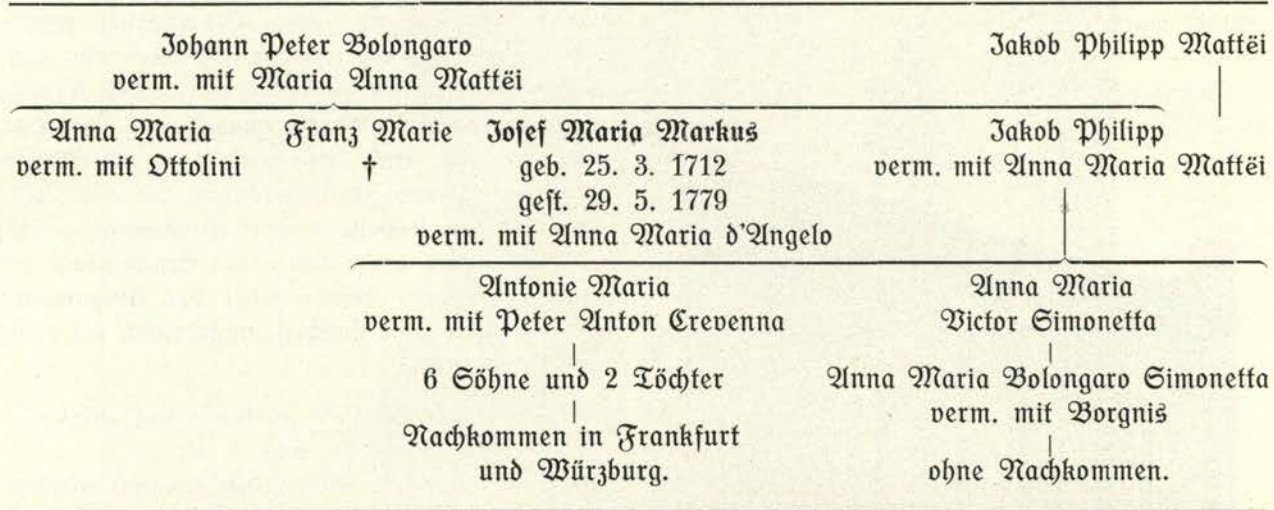 Johann Peter Bolongaro
verm. mit Maria Anna Mattëi
Jakob Philipp Mattëi
Anna Maria
verm. mit Ottolini
Franz Marie
†
Josef Maria Markus
geb. 25. 3. 1712
gest. 29. 5. 1779
verm. mit Anna Maria d'Angelo
Jakob Philipp
verm. mit Anna Maria Mattëi
Antonie Maria
verm. mit Peter Anton Crevenna
6 Söhne und 2 Töchter
Nachkommen in Frankfurt
und Würzburg.
Anna Maria
Victor Simonetta
Anna Maria Bolongaro Simonetta
verm. mit Borgnis
ohne Nachkommen.